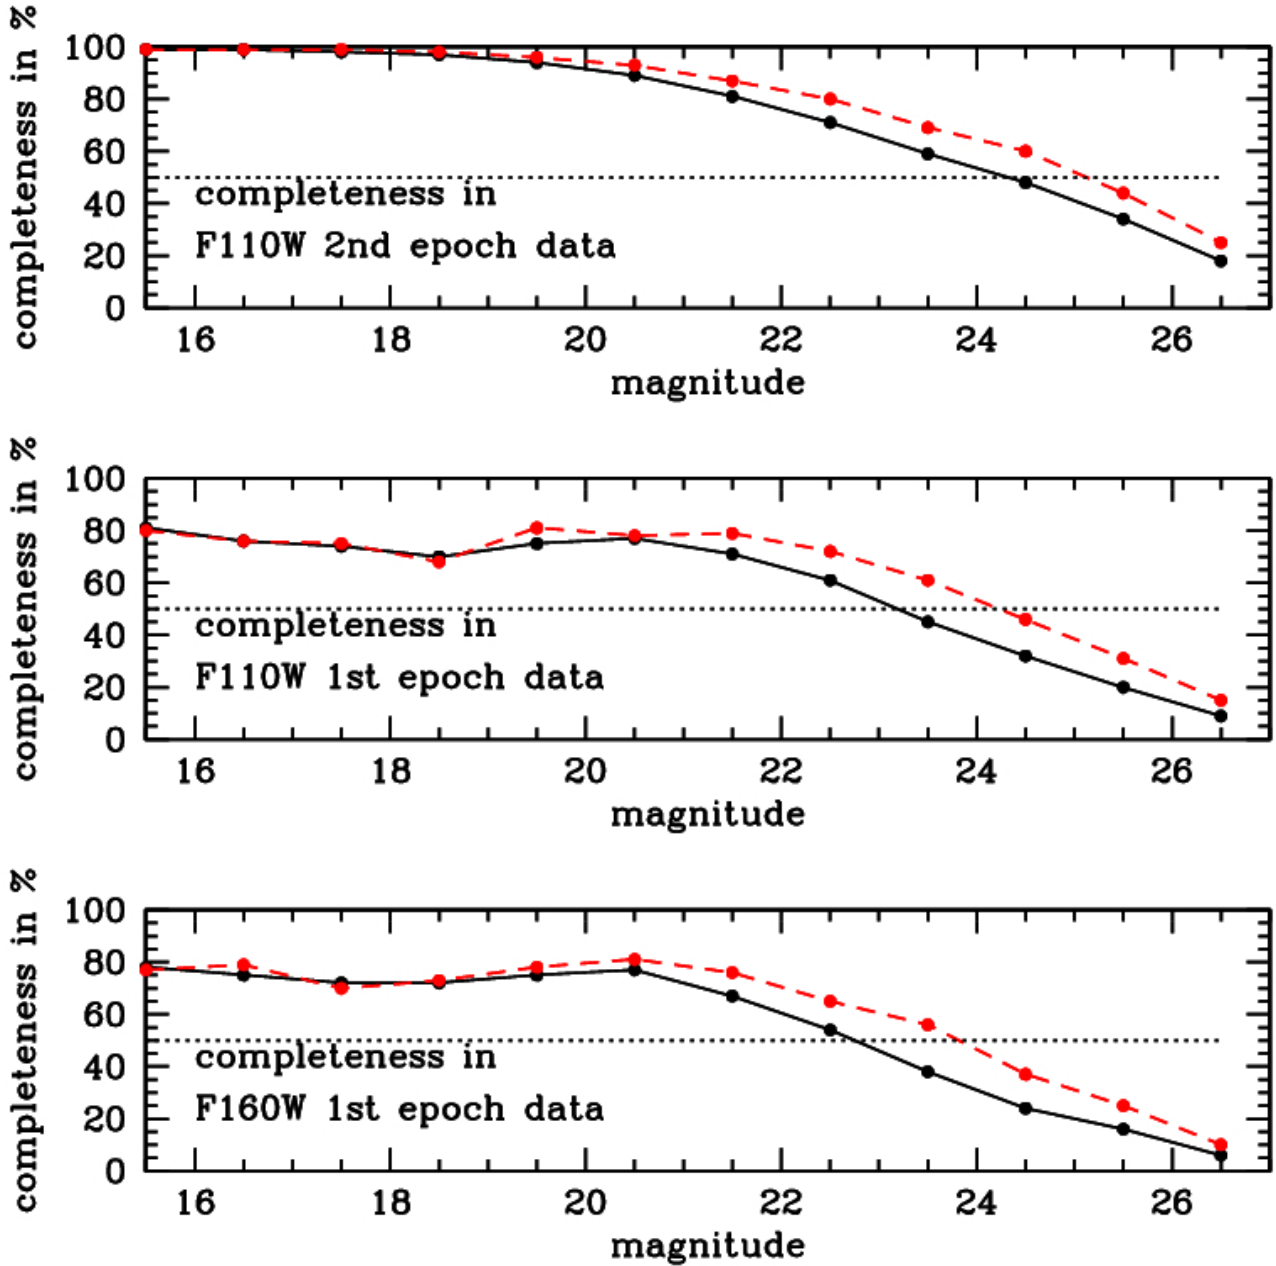 completeness in %
100
80
60
40
20
0
completeness in
F110W 2nd epoch data
16 18 20 22 24 26
magnitude
completeness in %
100
80
60
40
20
0
completeness in
F110W 1st epoch data
16 18 20 22 24 26
magnitude
completeness in %
100
80
60
40
20
0
completeness in
F160W 1st epoch data
16 18 20 22 24 26
magnitude